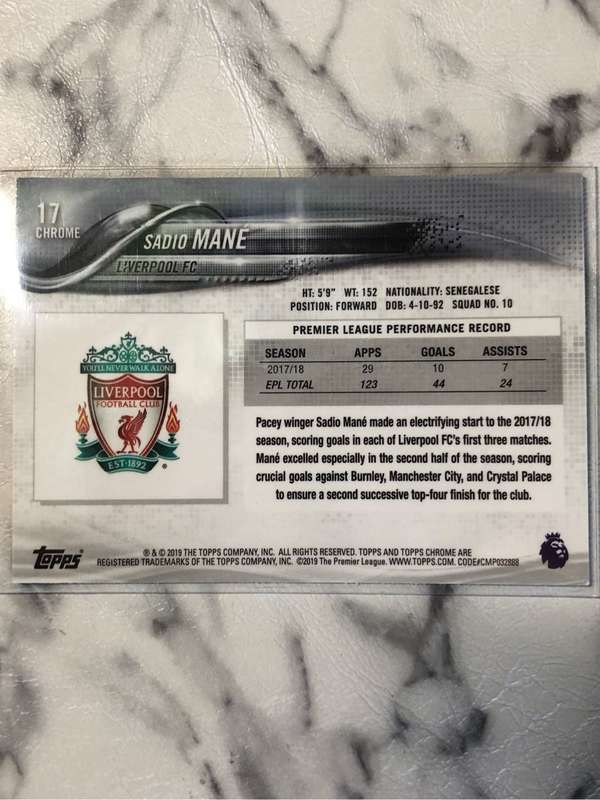 17
CHROME
SADIO MANÉ
LIVERPOOL FC
HT: 5'9" WT: 152 NATIONALITY: SENEGALESE
POSITION: FORWARD DOB: 4-10-92 SQUAD NO. 10
PREMIER LEAGUE PERFORMANCE RECORD
SEASON APPS GOALS ASSISTS
2017/18 29 10 7
EPL TOTAL 123 44 24
YOU'LL NEVER WALK ALONE
LIVERPOOL
FOOTBALL CLUB
EST·1892 ®
Pacey winger Sadio Mané made an electrifying start to the 2017/18
season, scoring goals in each of Liverpool FC's first three matches.
Mané excelled especially in the second half of the season, scoring
crucial goals against Burnley, Manchester City, and Crystal Palace
to ensure a second successive top-four finish for the club.
topps
® & © 2019 THE TOPPS COMPANY, INC. ALL RIGHTS RESERVED. TOPPS AND TOPPS CHROME ARE
REGISTERED TRADEMARKS OF THE TOPPS COMPANY, INC. ©2019 The Premier League. WWW.TOPPS.COM. CODE#CMP032888